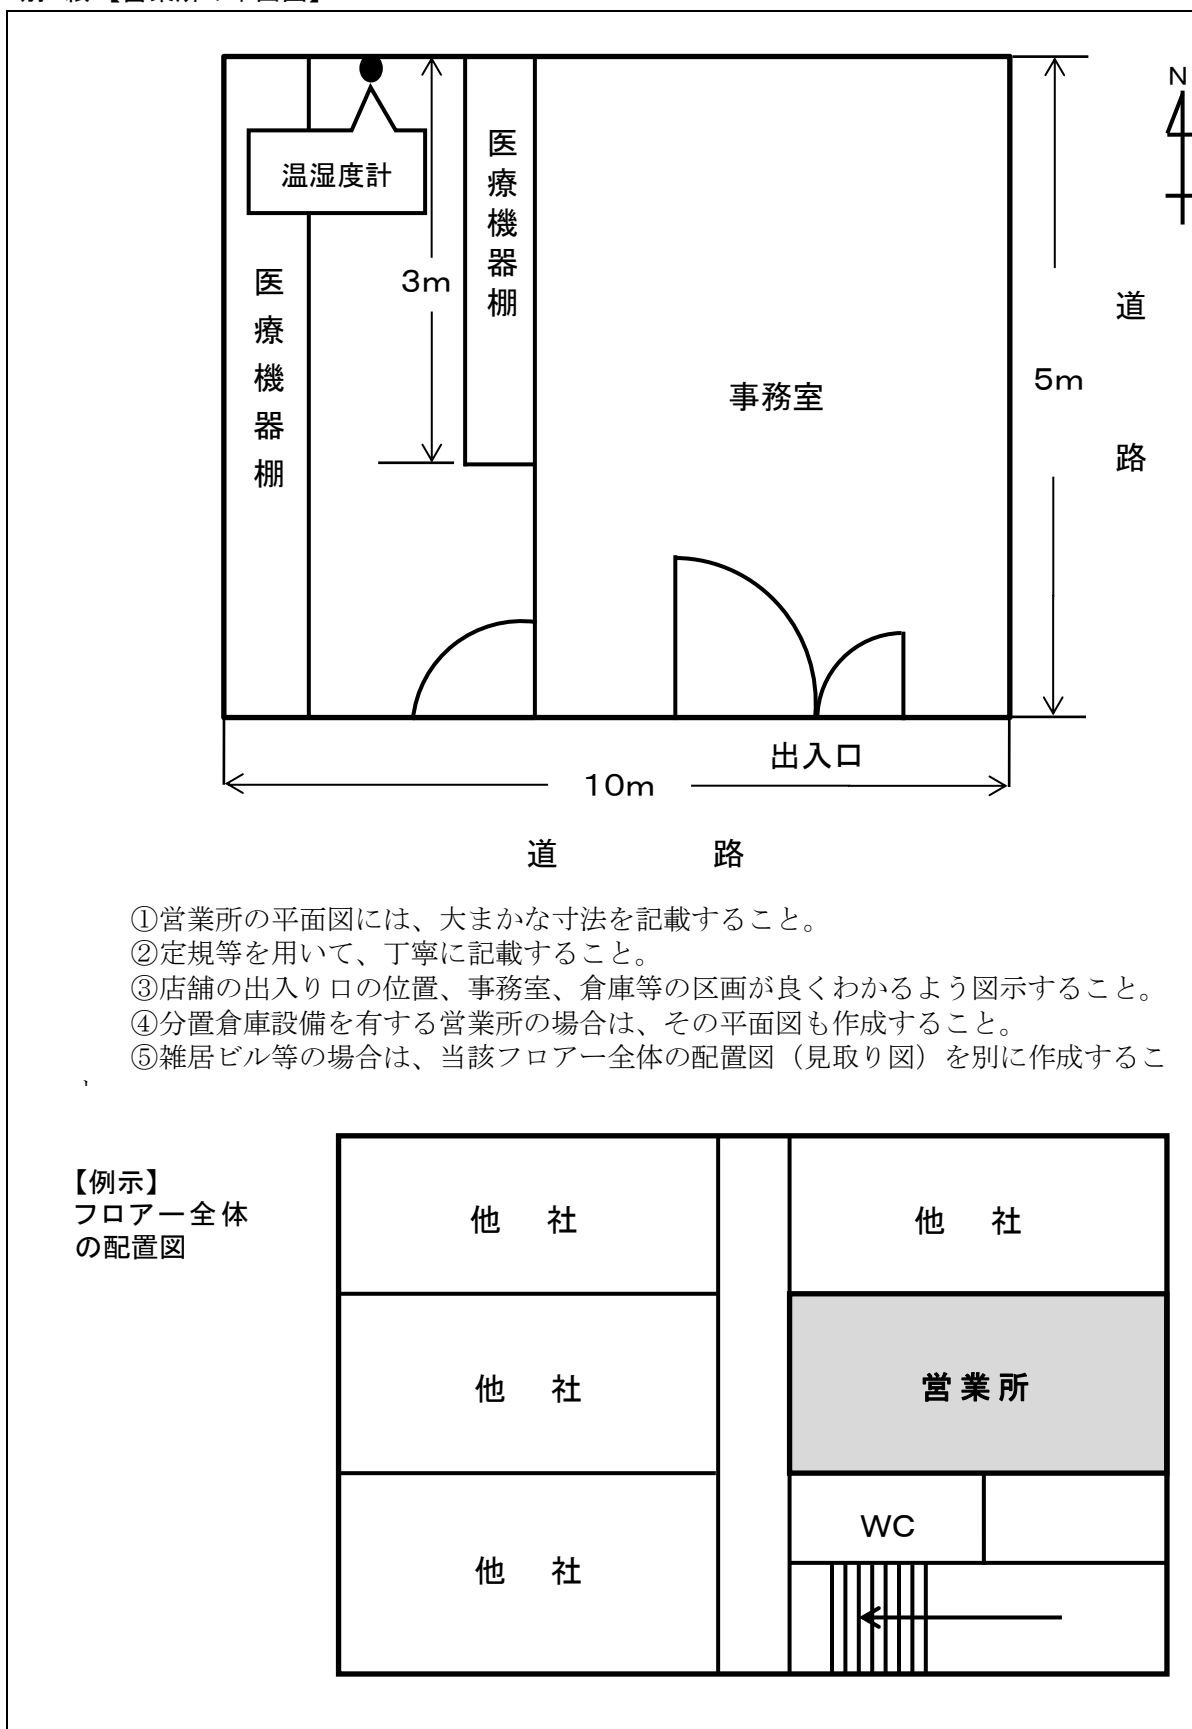 N
温湿度計
医療機器棚
医療機器棚
3m
事務室
5m
道路
出入口
10m
道　　　路
①営業所の平面図には、大まかな寸法を記載すること。
②定規等を用いて、丁寧に記載すること。
③店舗の出入り口の位置、事務室、倉庫等の区画が良くわかるよう図示すること。
④分置倉庫設備を有する営業所の場合は、その平面図も作成すること。
⑤雑居ビル等の場合は、当該フロアー全体の配置図（見取り図）を別に作成するこ
【例示】
フロアー全体
の配置図
他　社
他　社
他　社
営業所
他　社
WC